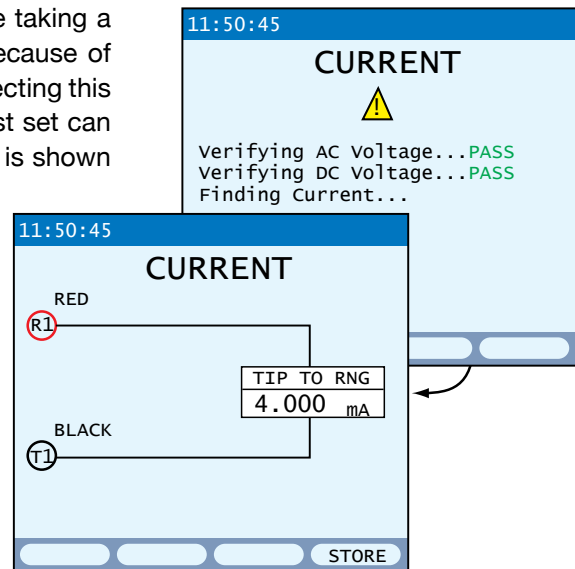 e taking a
ecause of
ecting this
st set can
is shown
11:50:45
CURRENT
!
Verifying AC Voltage...PASS
Verifying DC Voltage...PASS
Finding Current...
11:50:45
CURRENT
RED
R1
TIP TO RNG
4.000 mA
BLACK
T1
STORE